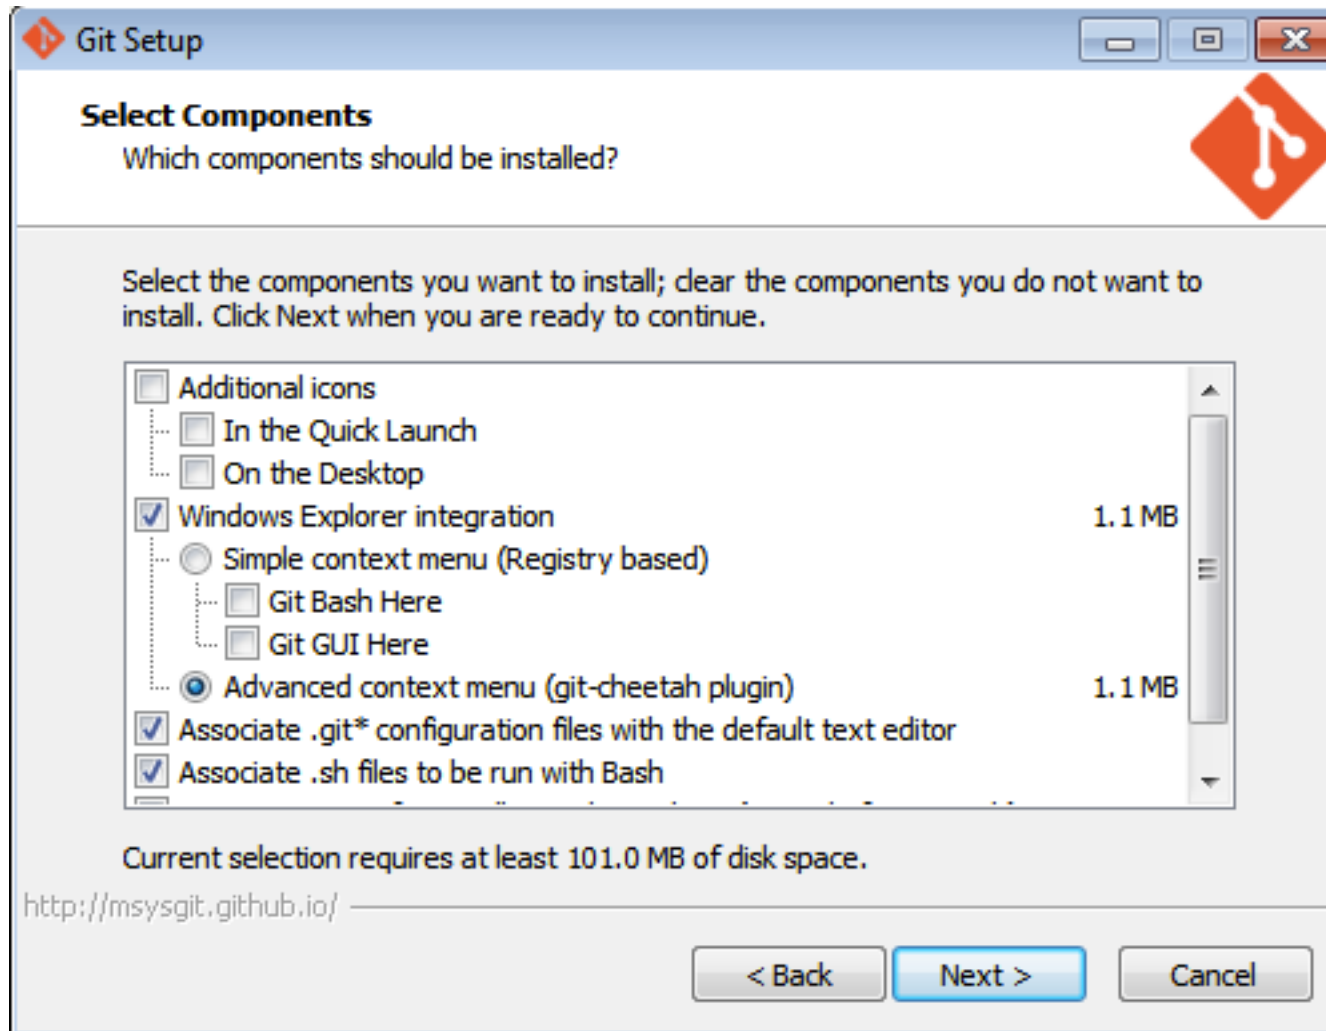 Git Setup
Select Components
Which components should be installed?
Select the components you want to install; clear the components you do not want to
install. Click Next when you are ready to continue.
Additional icons
In the Quick Launch
On the Desktop
Windows Explorer integration 1.1 MB
Simple context menu (Registry based)
Git Bash Here
Git GUI Here
Advanced context menu (git-cheetah plugin) 1.1 MB
Associate .git* configuration files with the default text editor
Associate .sh files to be run with Bash
Current selection requires at least 101.0 MB of disk space.
http://msysgit.github.io/
< Back Next > Cancel